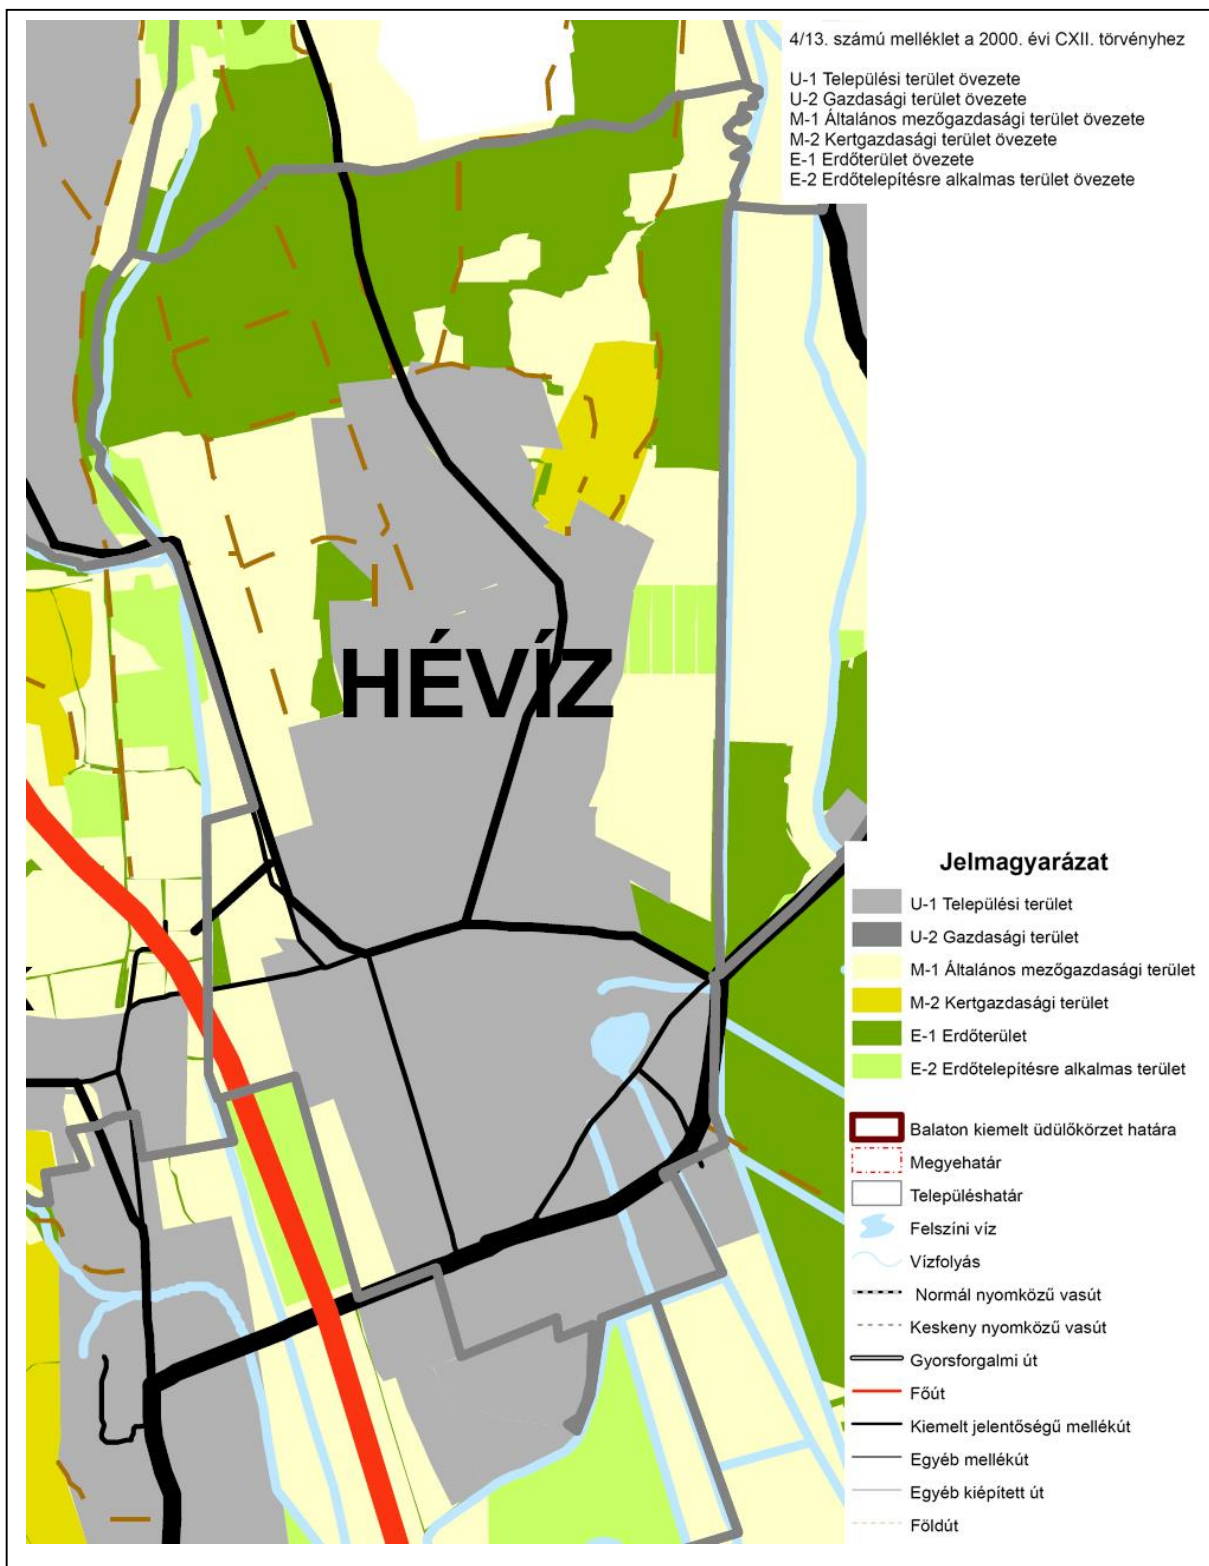 4/13. számú melléklet a 2000. évi CXII. törvényhez
U-1 Települési terület övezete
U-2 Gazdasági terület övezete
M-1 Általános mezőgazdasági terület övezete
M-2 Kertgazdasági terület övezete
E-1 Erdőterület övezete
E-2 Erdőtelepítésre alkalmas terület övezete
HÉVÍZ
Jelmagyarázat
U-1 Települési terület
U-2 Gazdasági terület
M-1 Általános mezőgazdasági terület
M-2 Kertgazdasági terület
E-1 Erdőterület
E-2 Erdőtelepítésre alkalmas terület
Balaton kiemelt üdülőkörzet határa
Megyehatár
Településhatár
Felszíni víz
Vízfolyás
Normál nyomközű vasút
Keskeny nyomközű vasút
Gyorsforgalmi út
Főút
Kiemelt jelentőségű mellékút
Egyéb mellékút
Egyéb kiépített út
Földút